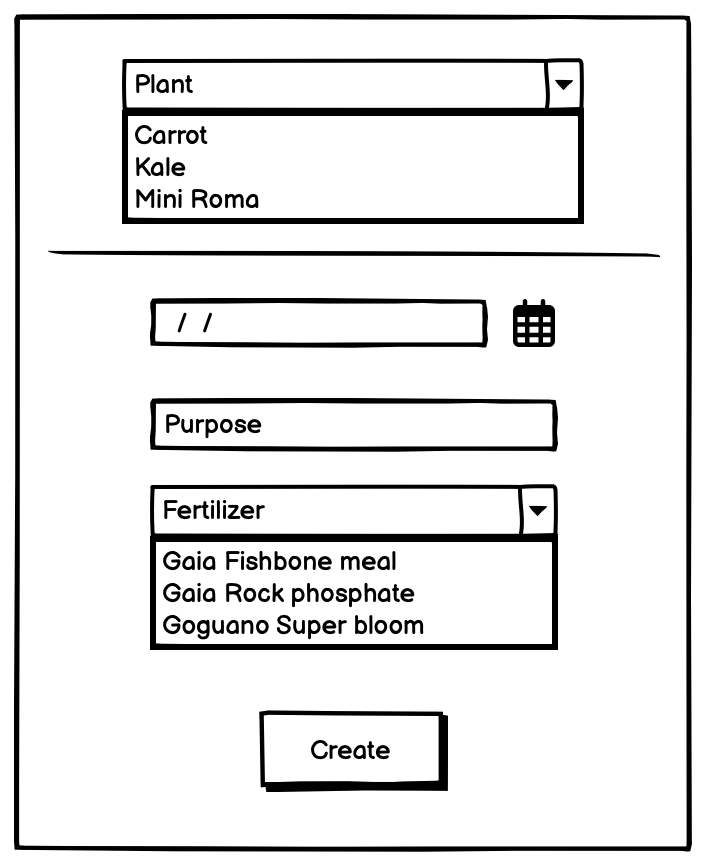 Plant
Carrot
Kale
Mini Roma
/ /
Purpose
Fertilizer
Gaia Fishbone meal
Gaia Rock phosphate
Goguano Super bloom
Create